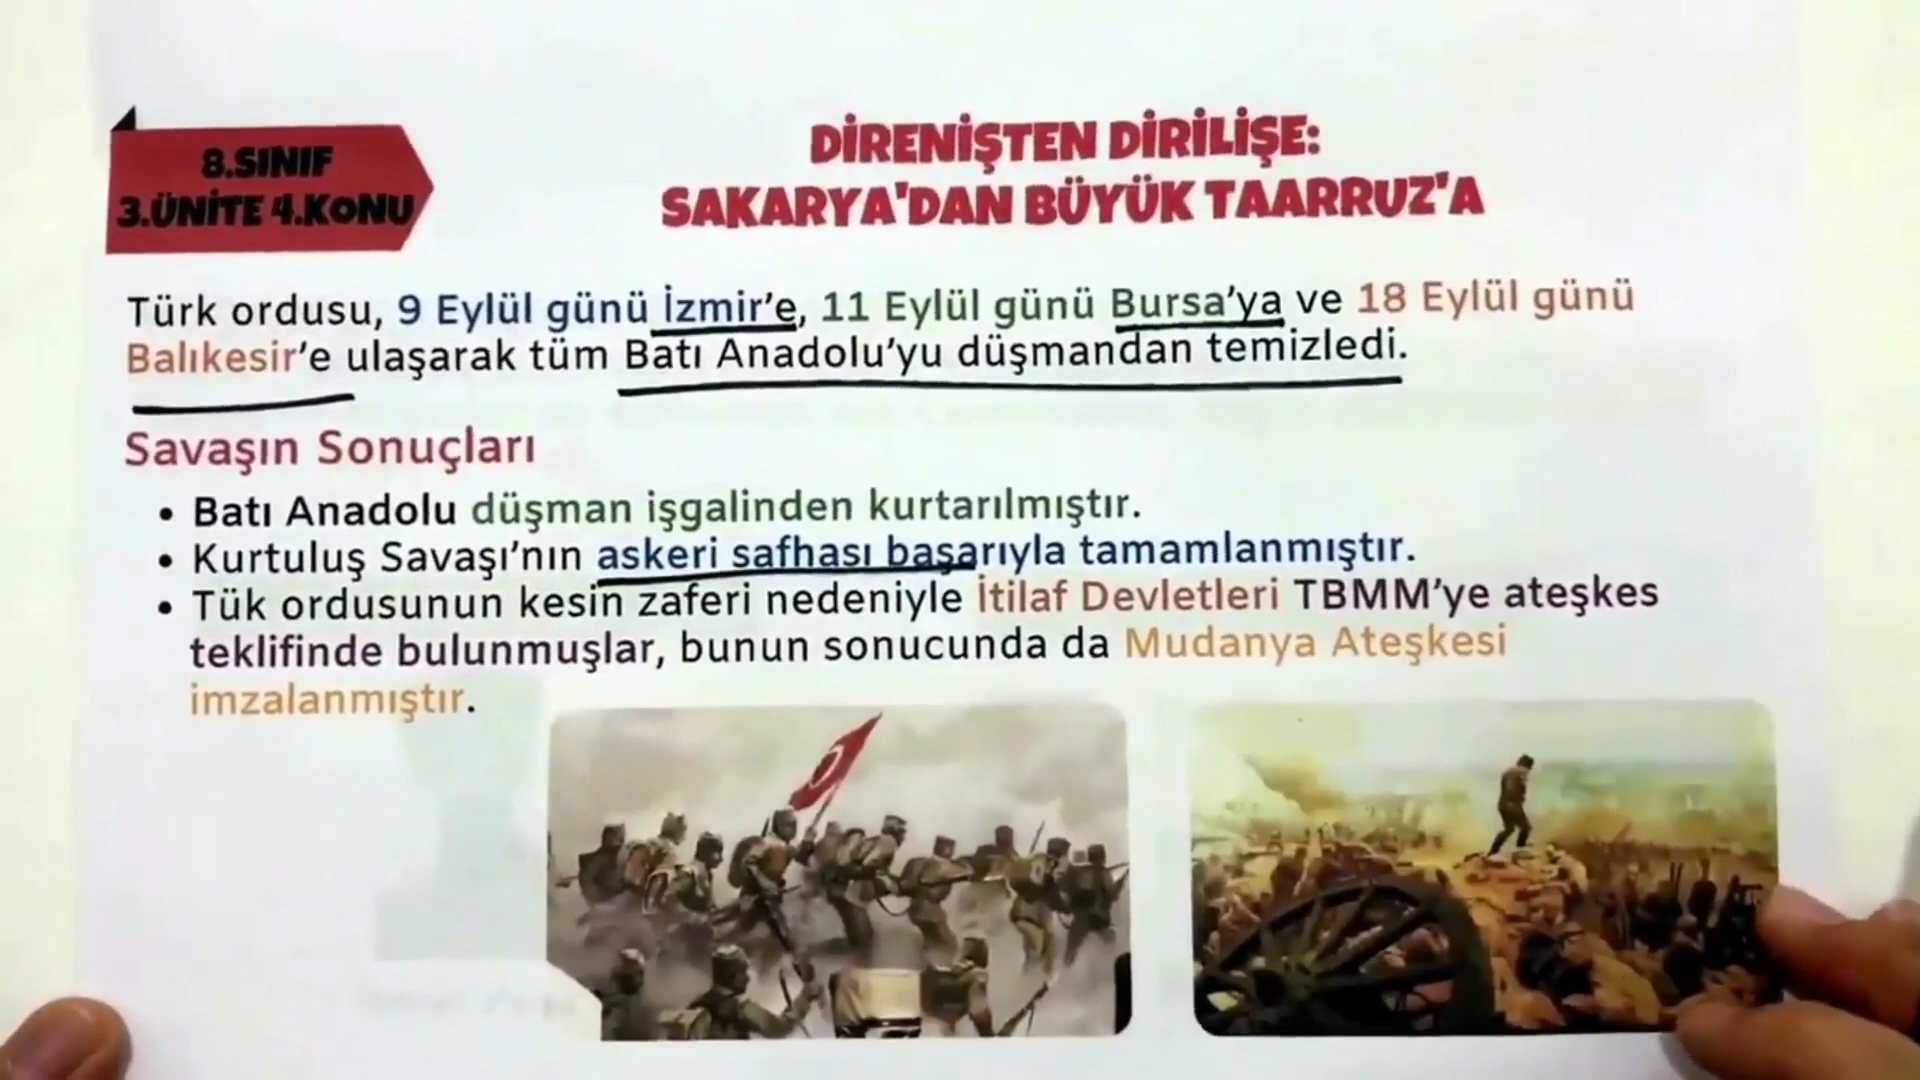 8.SINIF
3.ÜNİTE 4.KONU
DİRENİŞTEN DİRİLİŞE:
SAKARYA'DAN BÜYÜK TAARRUZ'A
Türk ordusu, 9 Eylül günü İzmir’e, 11 Eylül günü Bursa’ya ve 18 Eylül günü
Balıkesir’e ulaşarak tüm Batı Anadolu’yu düşmandan temizledi.
Savaşın Sonuçları
• Batı Anadolu düşman işgalinden kurtarılmıştır.
• Kurtuluş Savaşı’nın askeri safhası başarıyla tamamlanmıştır.
• Tük ordusunun kesin zaferi nedeniyle İtilaf Devletleri TBMM’ye ateşkes
teklifinde bulunmuşlar, bunun sonucunda da Mudanya Ateşkesi
imzalanmıştır.